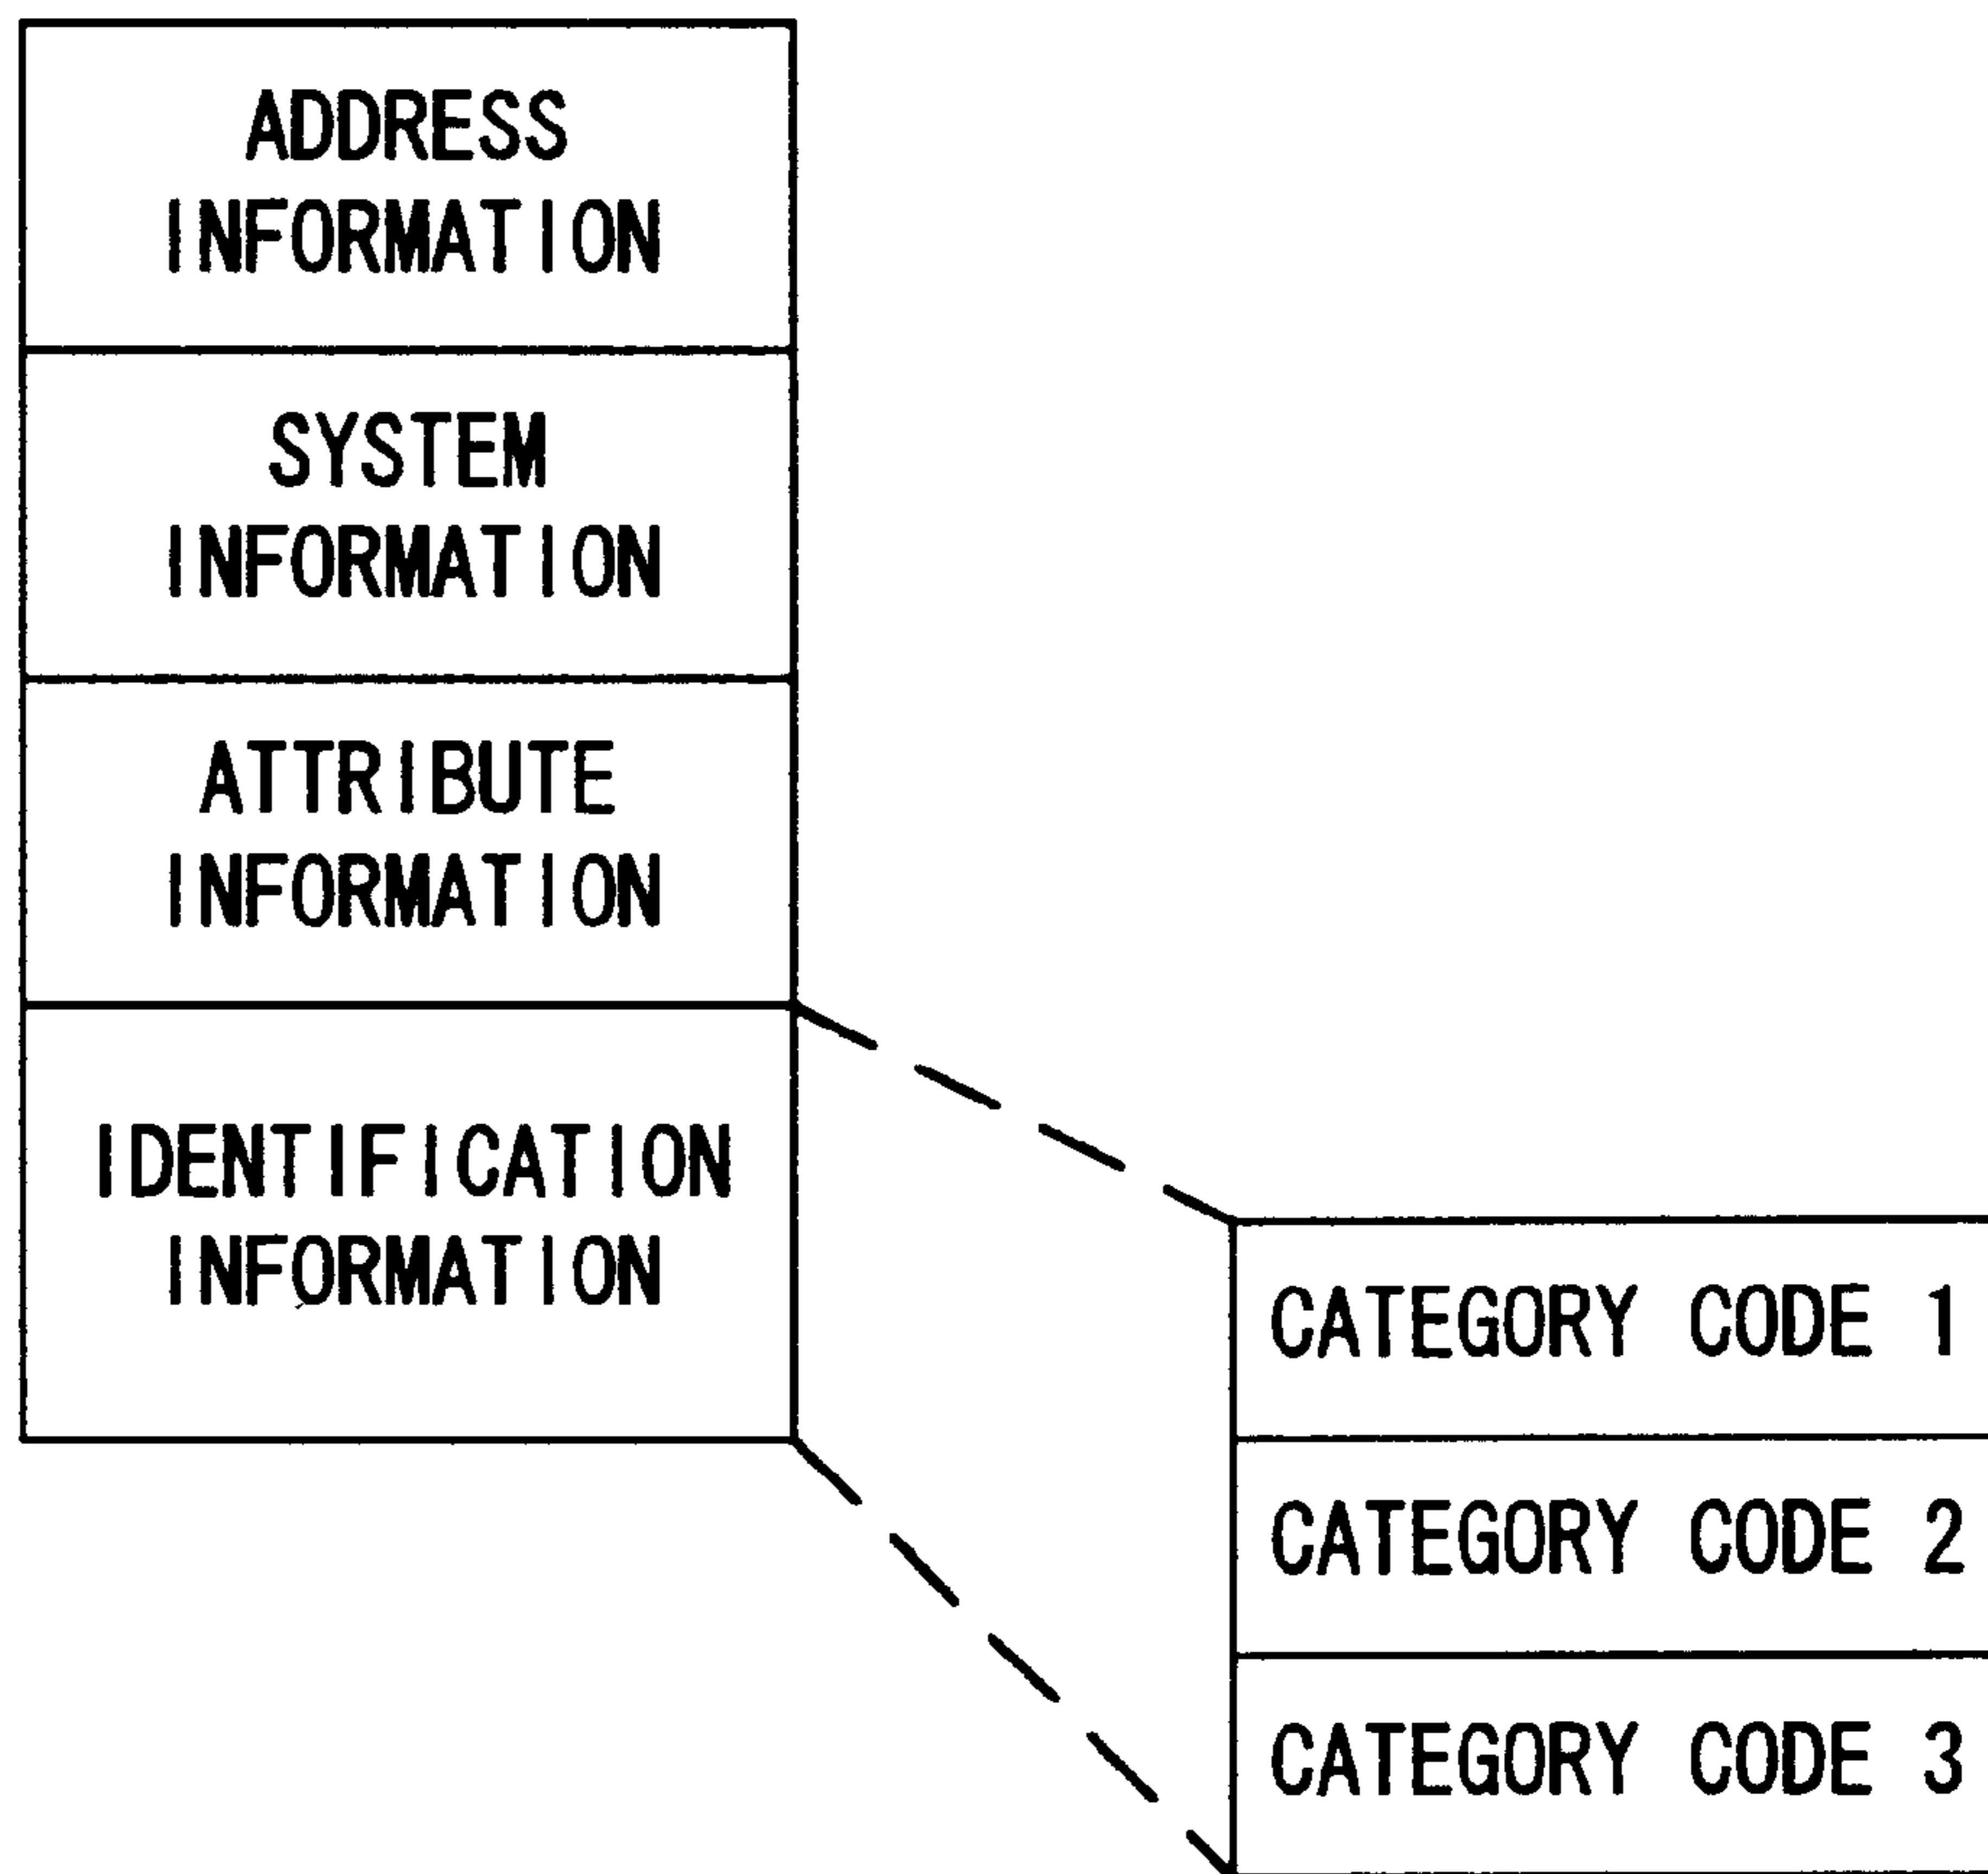 ADDRESS
INFORMATION
SYSTEM
INFORMATION
ATTRIBUTE
INFORMATION
IDENTIFICATION
INFORMATION
CATEGORY CODE 1
CATEGORY CODE 2
CATEGORY CODE 3